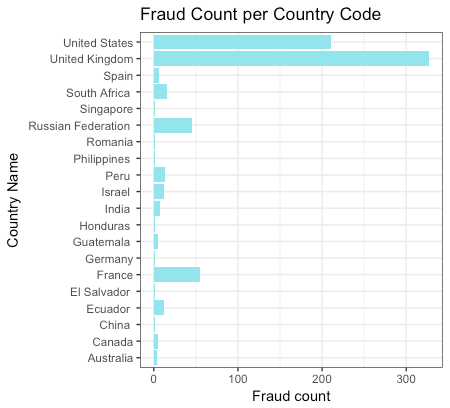 Fraud Count per Country Code
United States
United Kingdom
Spain
South Africa
Singapore
Russian Federation
Romania
Philippines
Peru
Israel
India
Honduras
Guatemala
Germany
France
El Salvador
Ecuador
China
Canada
Australia
Country Name
0 100 200 300
Fraud count